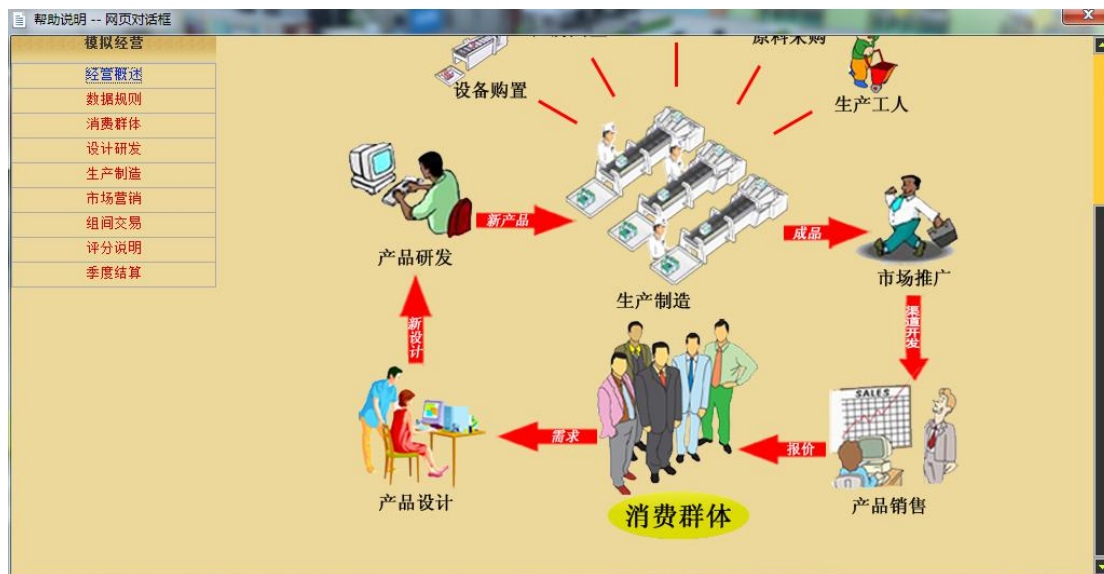 帮助说明 -- 网页对话框
模拟经营
经营概述
数据规则
消费群体
设计研发
生产制造
市场营销
组间交易
评分说明
季度结算
原料采购
设备购置
生产工人
新产品
成品
产品研发
市场推广
生产制造
新设计
渠道开发
SALES
需求
报价
产品设计
消费群体
产品销售